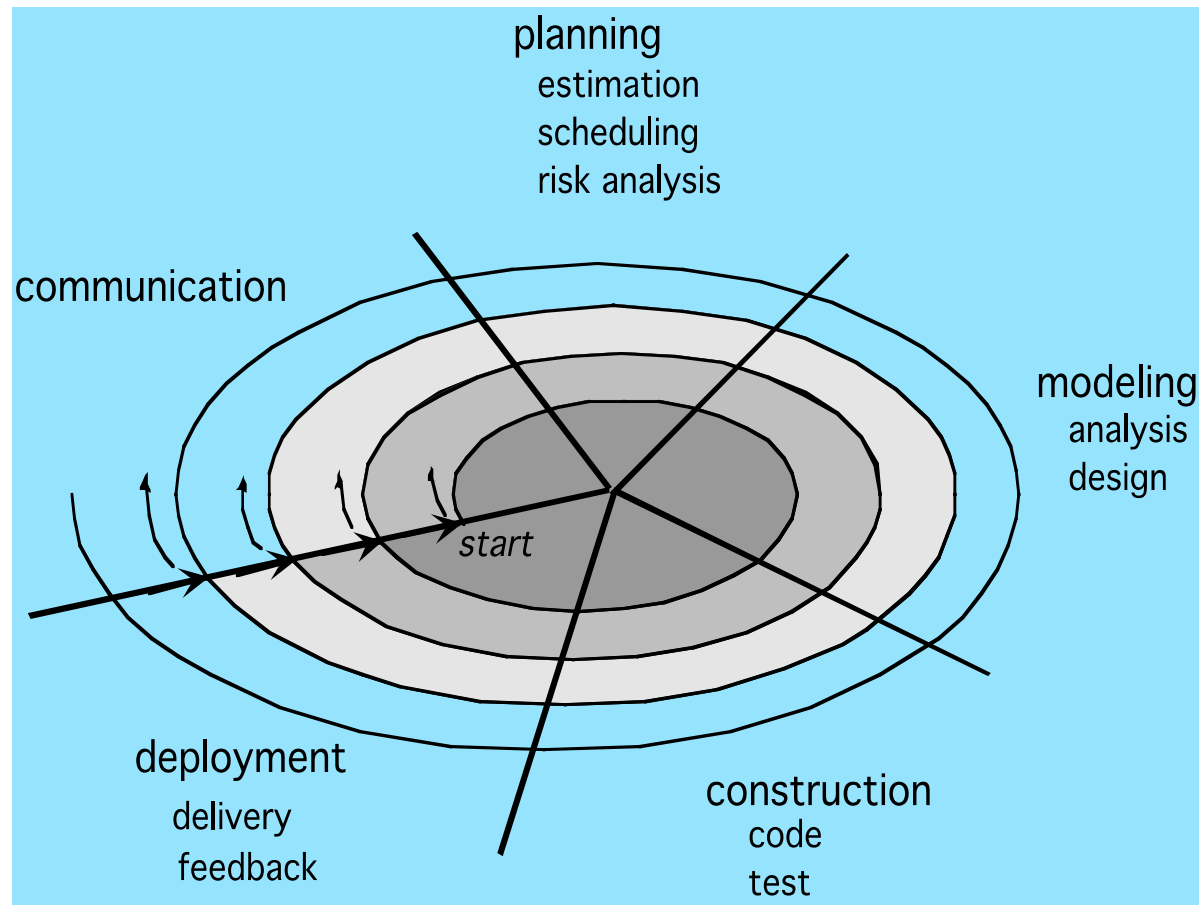 planning
estimation
scheduling
risk analysis
communication
modeling
analysis
design
start
deployment
delivery
feedback
construction
code
test